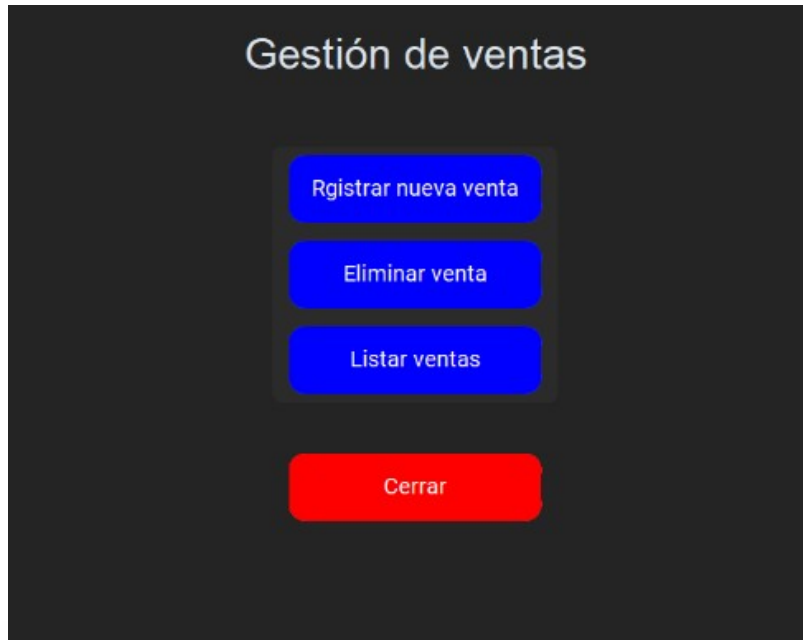 Gestión de ventas
Rgistrar nueva venta
Eliminar venta
Listar ventas
Cerrar